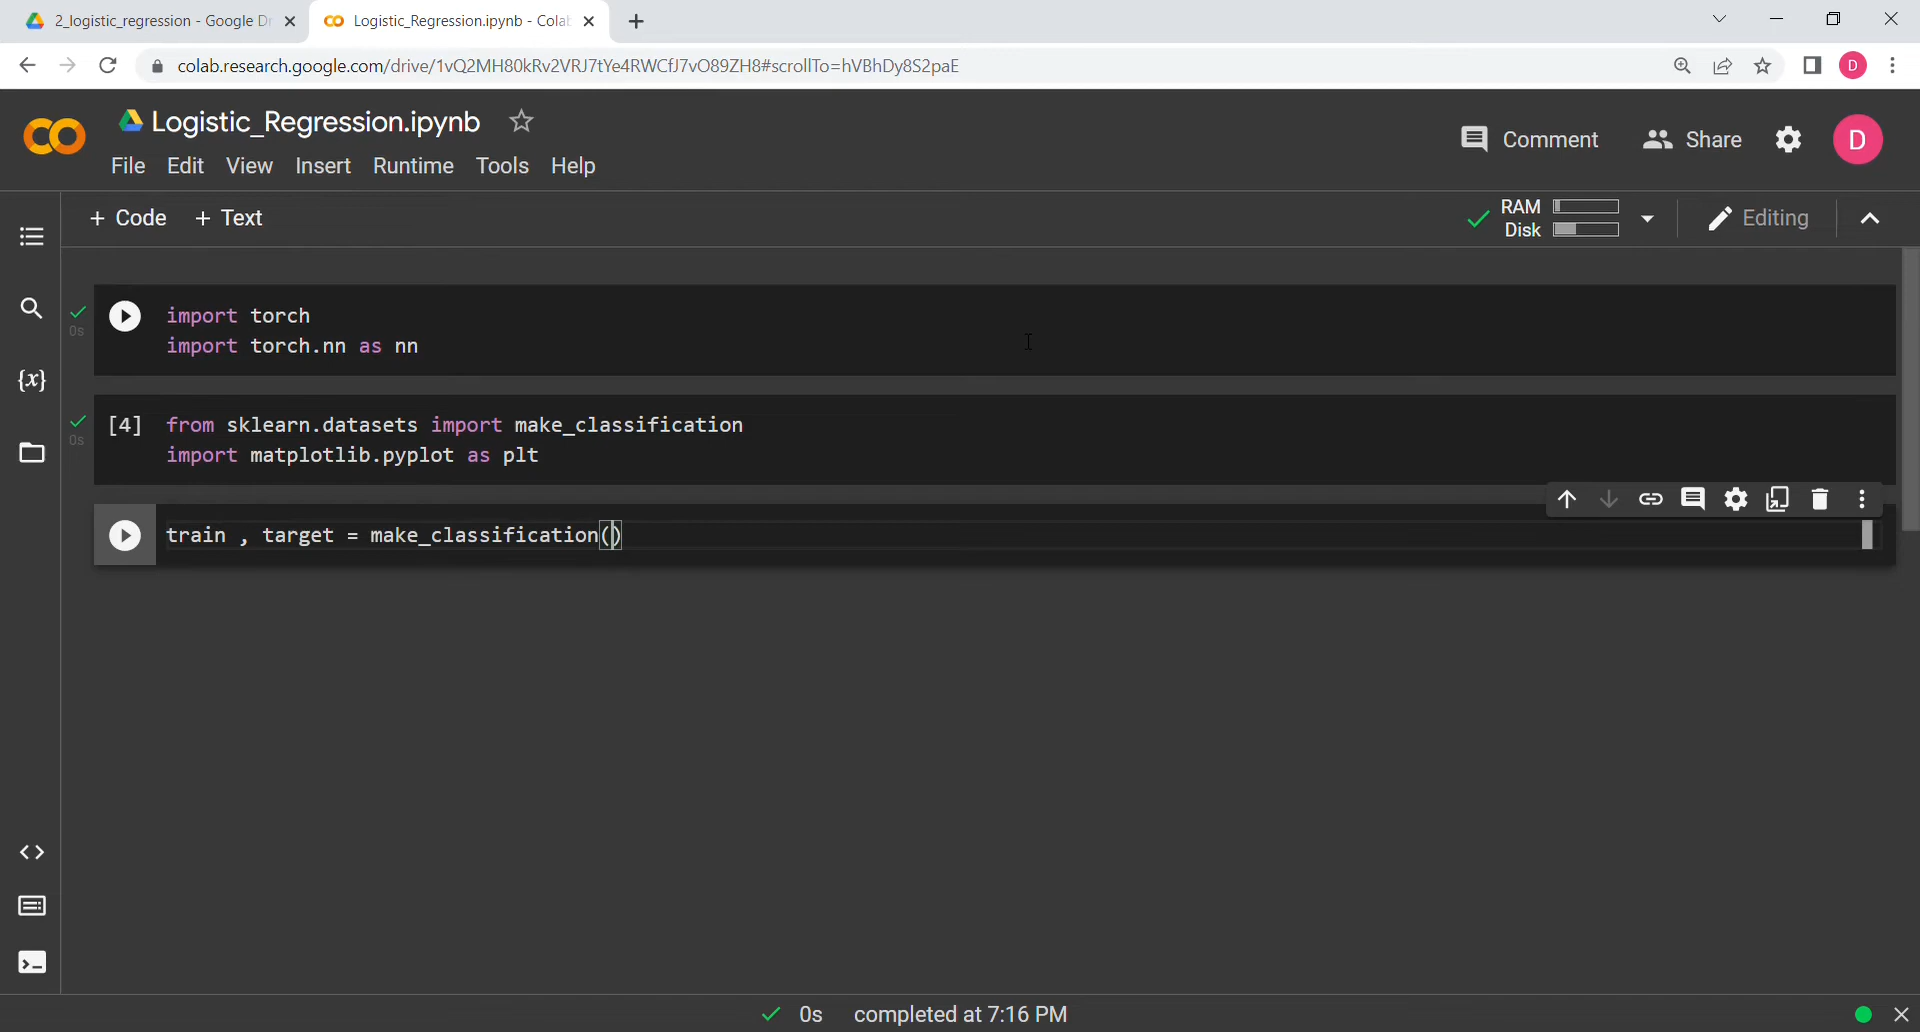 2_logistic_regression - Google Dr
Logistic_Regression.ipynb - Colab
colab.research.google.com/drive/1vQ2MH80kRv2VRJ7tYe4RWCfJ7vO89ZH8#scrollTo=hVBhDy8S2paE
D
Logistic_Regression.ipynb
Comment
Share
D
File Edit View Insert Runtime Tools Help
+ Code + Text
RAM
Disk
Editing
import torch
0s
import torch.nn as nn
{x}
[4] from sklearn.datasets import make_classification
0s
import matplotlib.pyplot as plt
train , target = make_classification()
0s completed at 7:16 PM